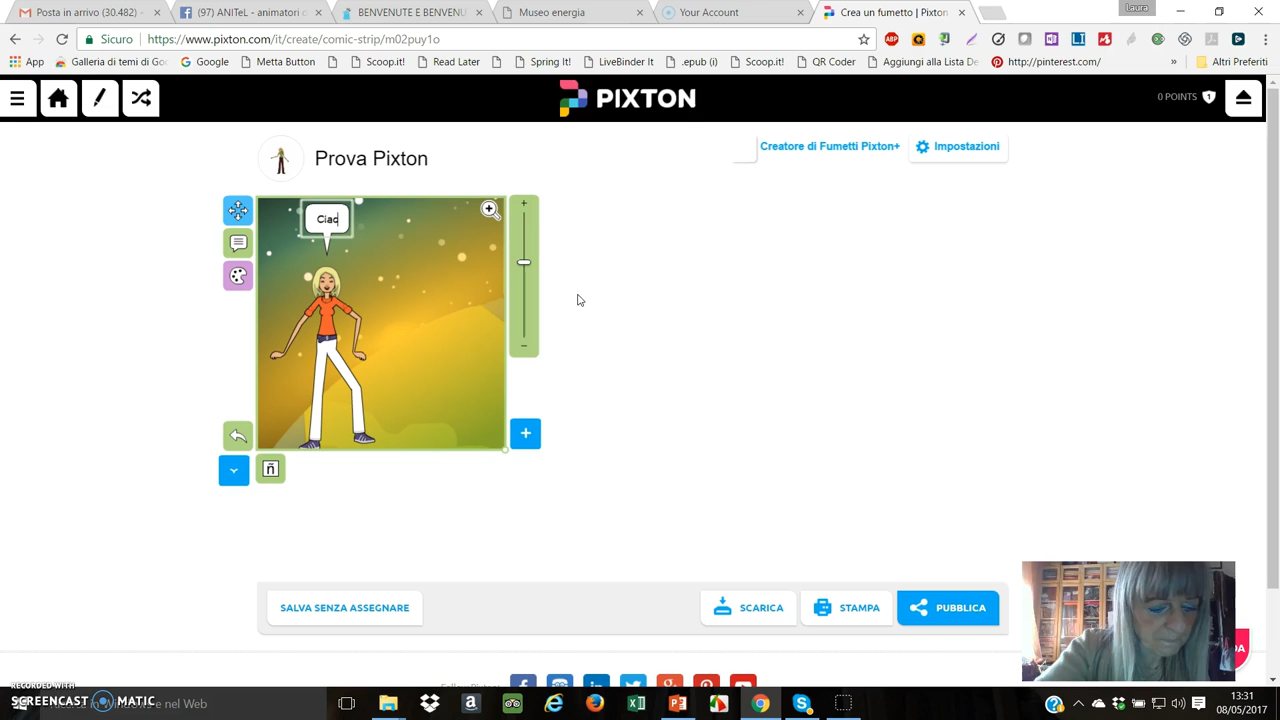 Posta in arrivo (30.482) -
(97) ANITeL - animatori d
BENVENUTE E BENVENU
Museo energia
Your Account
Crea un fumetto | Pixton
Laura
Sicuro
https://www.pixton.com/it/create/comic-strip/m02puy1o
App
Galleria di temi di Goo
Google
Metta Button
Scoop.it!
Read Later
Spring It!
LiveBinder It
.epub (!)
Scoop.it!
QR Coder
Aggiungi alla Lista De
http://pinterest.com/
»
Altri Preferiti
PIXTON
0 POINTS
1
Prova Pixton
Creatore di Fumetti Pixton+
Impostazioni
Ciao
ñ
SALVA SENZA ASSEGNARE
SCARICA
STAMPA
PUBBLICA
RECORDED WITH
SCREENCAST MATIC
e nel Web
13:31
08/05/2017